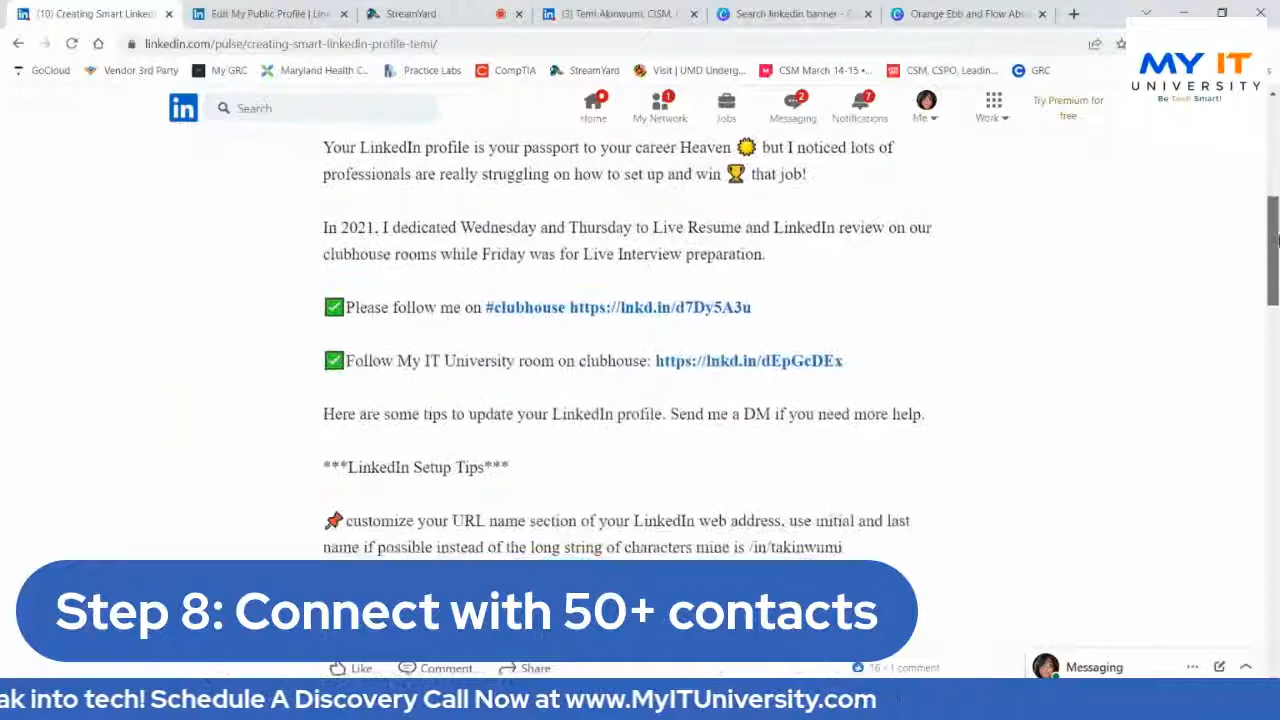 (10) Creating Smart Linked
Edit My Public Profile | Lin
StreamYard
(3) Temi Akinwumi, CISM,
Search linkedin banner -
Orange Ebb and Flow Abs
linkedin.com/pulse/creating-smart-linkedin-profile-temi/
GoCloud
Vendor 3rd Party
My GRC
Maryland Health C...
Practice Labs
CompTIA
StreamYard
Visit | UMD Underg...
CSM March 14-15 •...
CSM, CSPO, Leadin...
GRC
MY IT
UNIVERSITY
Be Tech Smart!
in
Search
Home
My Network
1
Jobs
Messaging
2
Notifications
7
Me
Work
Try Premium for
free
Your LinkedIn profile is your passport to your career Heaven 🌟 but I noticed lots of
professionals are really struggling on how to set up and win 🏆 that job!
In 2021, I dedicated Wednesday and Thursday to Live Resume and LinkedIn review on our
clubhouse rooms while Friday was for Live Interview preparation.
✅Please follow me on #clubhouse https://lnkd.in/d7Dy5A3u
✅Follow My IT University room on clubhouse: https://lnkd.in/dEpGcDEx
Here are some tips to update your LinkedIn profile. Send me a DM if you need more help.
***LinkedIn Setup Tips***
📌customize your URL name section of your LinkedIn web address, use initial and last
name if possible instead of the long string of characters mine is /in/takinwumi
Step 8: Connect with 50+ contacts
Like
Comment
Share
16 • 1 comment
Messaging
ak into tech! Schedule A Discovery Call Now at www.MyITUniversity.com